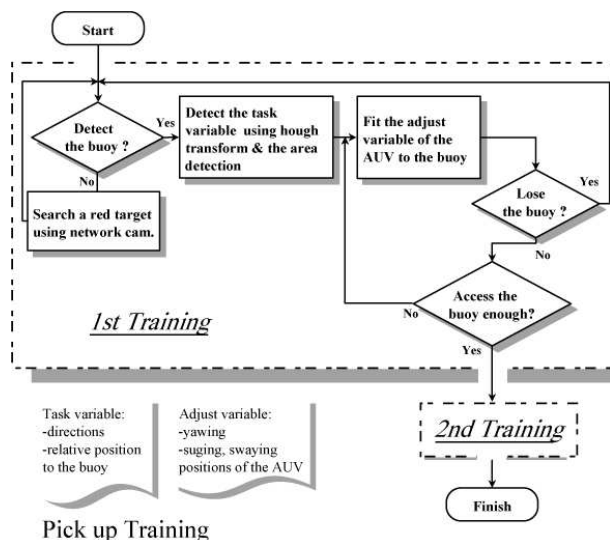 Start
Detect
the buoy ?
Yes
No
Search a red target
using network cam.
Detect the task
variable using hough
transform & the area
detection
Fit the adjust
variable of the
AUV to the buoy
Lose
the buoy ?
Yes
No
Access the
buoy enough?
No
Yes
1st Training
Task variable:
-directions
-relative position
to the buoy
Adjust variable:
-yawing
-suging, swaying
positions of the AUV
2nd Training
Finish
Pick up Training